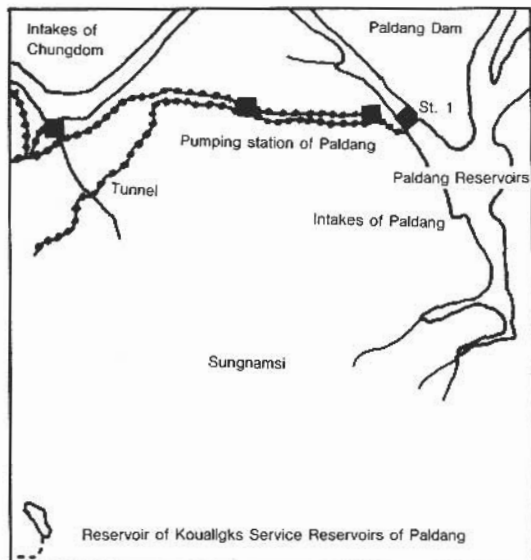 Intakes of
Chungdom
Paldang Dam
St. 1
Pumping station of Paldang
Paldang Reservoirs
Tunnel
Intakes of Paldang
Sungnamsi
Reservoir of Kouallgks Service Reservoirs of Paldang